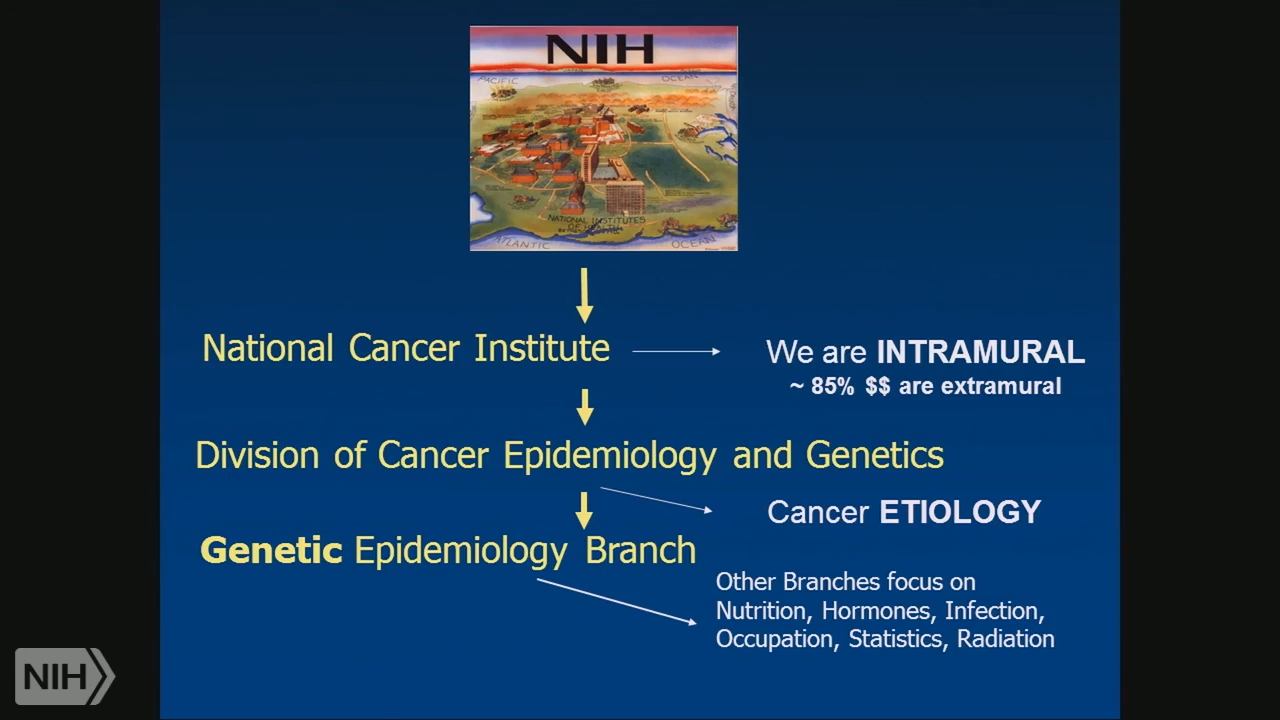 NIH
PACIFIC OCEAN
NATIONAL INSTITUTES
OF HEALTH
ATLANTIC OCEAN
National Cancer Institute
We are INTRAMURAL
~ 85% $$ are extramural
Division of Cancer Epidemiology and Genetics
Cancer ETIOLOGY
Genetic Epidemiology Branch
Other Branches focus on
Nutrition, Hormones, Infection,
Occupation, Statistics, Radiation
NIH